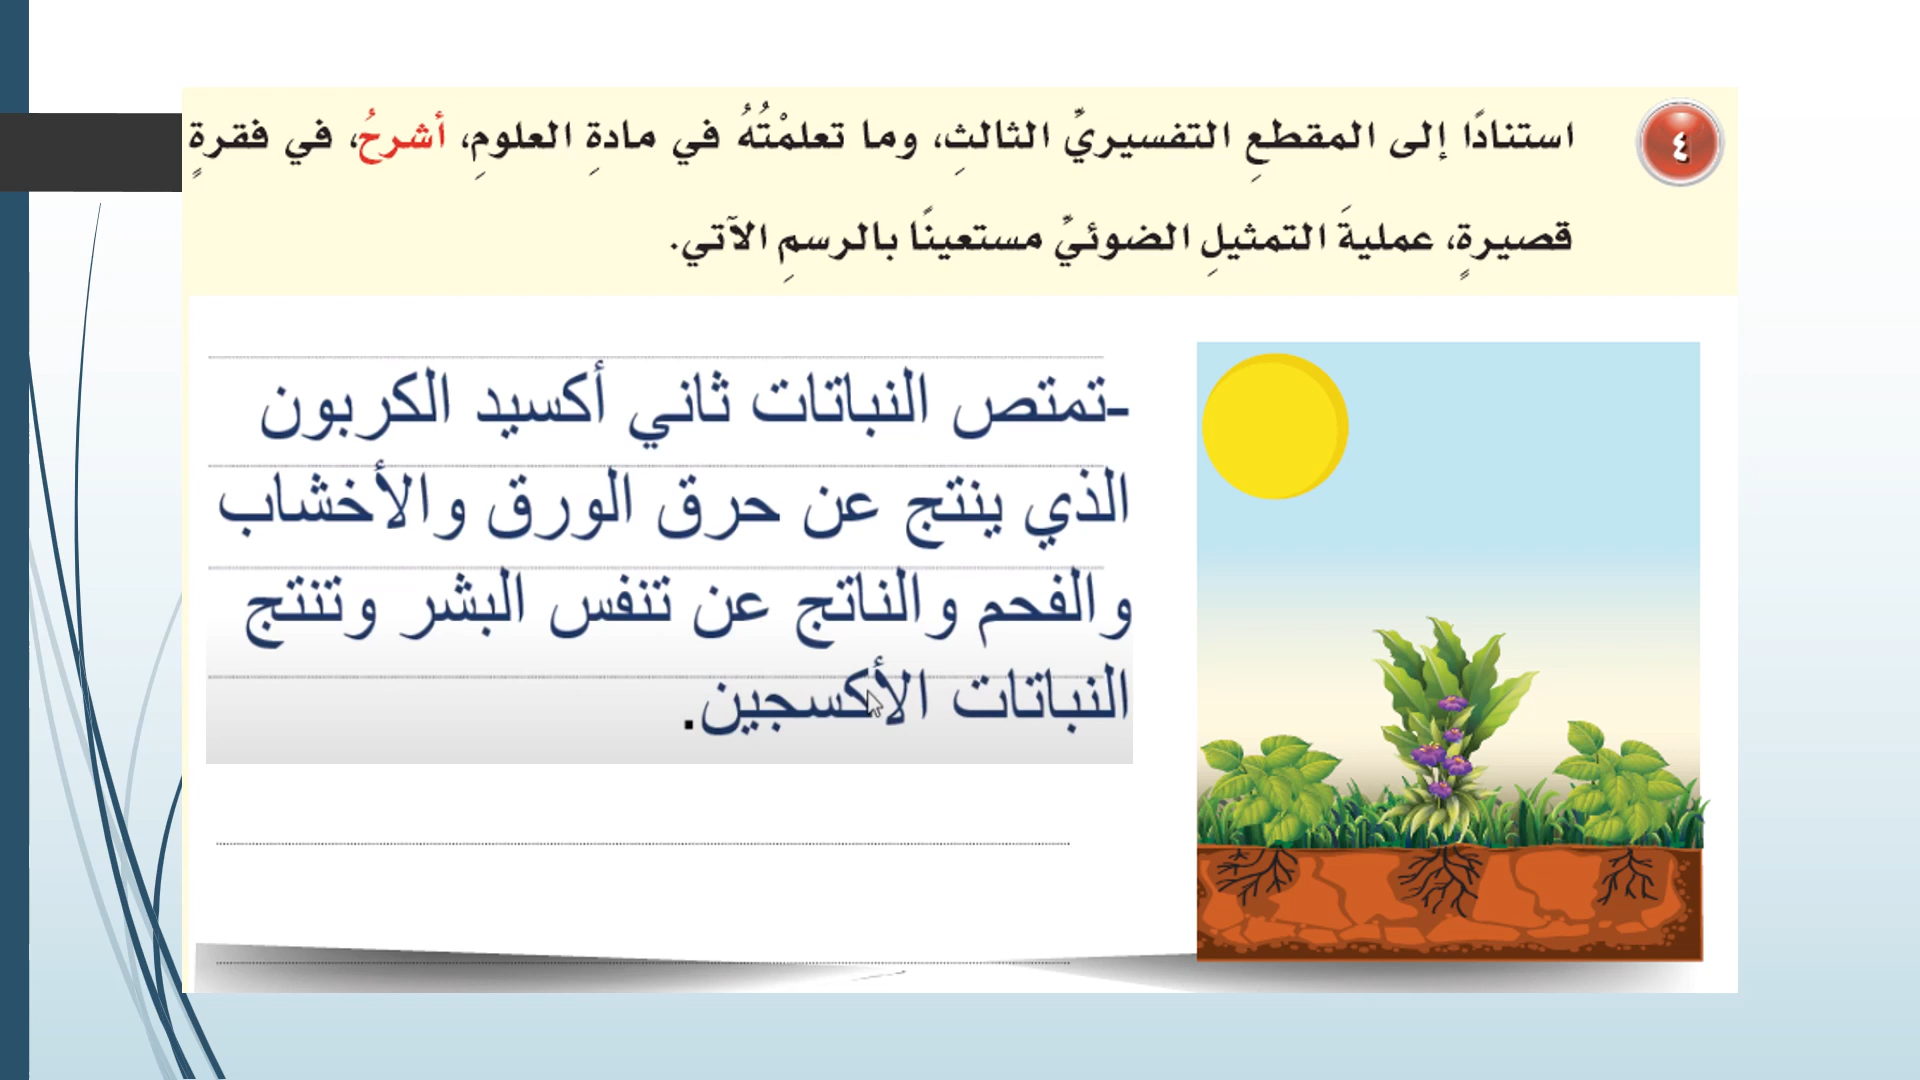 ٤
استنادًا إلى المقطعِ التفسيريِّ الثالثِ، وما تعلمْتُهُ في مادةِ العلومِ، أشرحُ، في فقرةٍ
قصيرةٍ، عمليةَ التمثيلِ الضوئيِّ مستعينًا بالرسمِ الآتي.
-تمتص النباتات ثاني أكسيد الكربون
الذي ينتج عن حرق الورق والأخشاب
والفحم والناتج عن تنفس البشر وتنتج
النباتات الأكسجين.